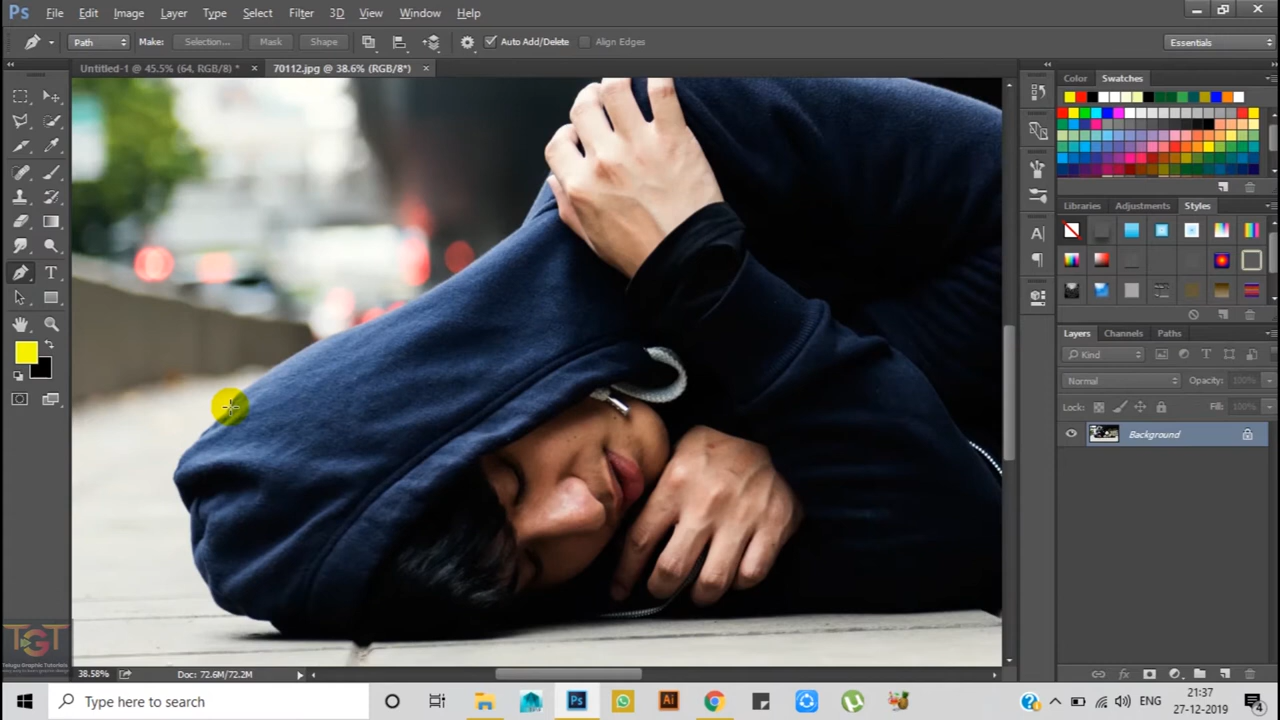 Ps File Edit Image Layer Type Select Filter 3D View Window Help
Path Make: Selection... Mask Shape Auto Add/Delete Align Edges Essentials
Untitled-1 @ 45.5% (64, RGB/8) * × 70112.jpg @ 38.6% (RGB/8*) ×
Color Swatches
Libraries Adjustments Styles
Layers Channels Paths
Kind
Normal Opacity: 100%
Lock: Fill: 100%
Background
TGT
Telugu Graphic Tutorials
38.58% Doc: 72.6M/72.2M
Type here to search
Ps
Ai
ENG
21:37
27-12-2019
4